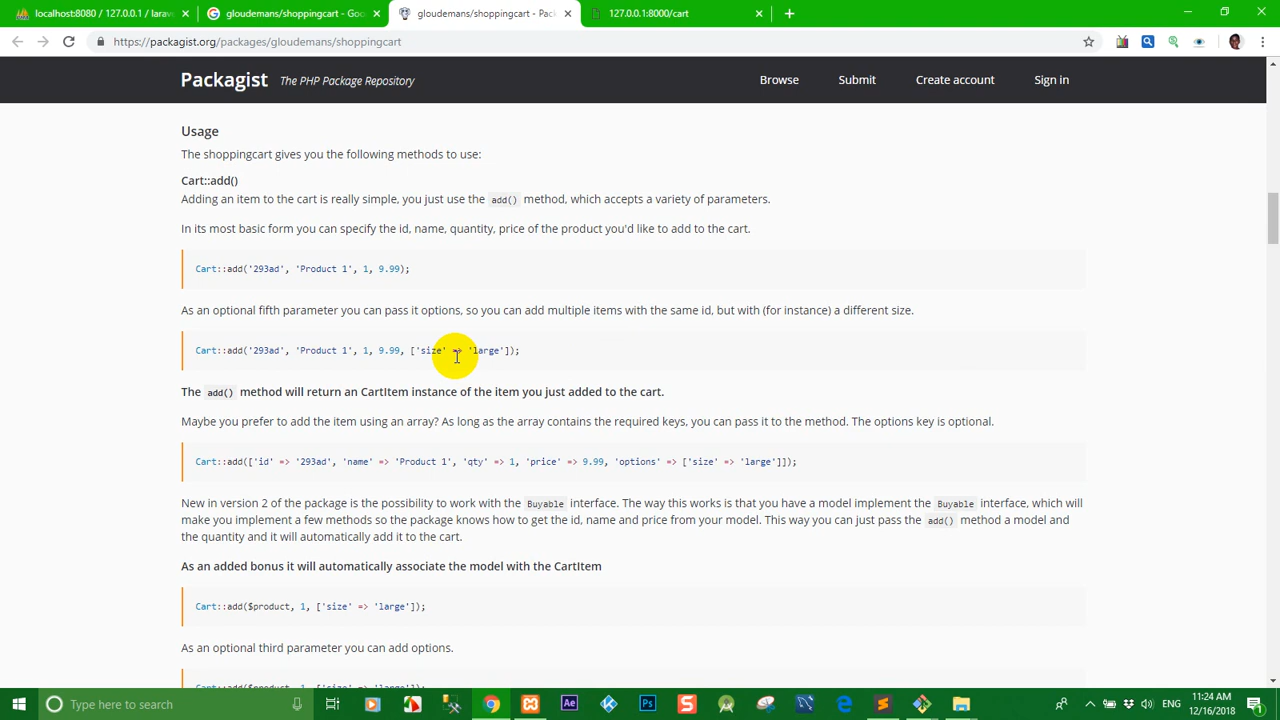 localhost:8080 / 127.0.0.1 / larave
gloudemans/shoppingcart - Goo
gloudemans/shoppingcart - Pack
127.0.0.1:8000/cart
https://packagist.org/packages/gloudemans/shoppingcart
Packagist The PHP Package Repository
Browse Submit Create account Sign in
Usage
The shoppingcart gives you the following methods to use:
Cart::add()
Adding an item to the cart is really simple, you just use the add() method, which accepts a variety of parameters.
In its most basic form you can specify the id, name, quantity, price of the product you'd like to add to the cart.
Cart::add('293ad', 'Product 1', 1, 9.99);
As an optional fifth parameter you can pass it options, so you can add multiple items with the same id, but with (for instance) a different size.
Cart::add('293ad', 'Product 1', 1, 9.99, ['size' => 'large']);
The add() method will return an CartItem instance of the item you just added to the cart.
Maybe you prefer to add the item using an array? As long as the array contains the required keys, you can pass it to the method. The options key is optional.
Cart::add(['id' => '293ad', 'name' => 'Product 1', 'qty' => 1, 'price' => 9.99, 'options' => ['size' => 'large']]);
New in version 2 of the package is the possibility to work with the Buyable interface. The way this works is that you have a model implement the Buyable interface, which will
make you implement a few methods so the package knows how to get the id, name and price from your model. This way you can just pass the add() method a model and
the quantity and it will automatically add it to the cart.
As an added bonus it will automatically associate the model with the CartItem
Cart::add($product, 1, ['size' => 'large']);
As an optional third parameter you can add options.
Cart::add($product, 1, ['size' => 'large']);
Type here to search
Ae
Ps
ENG
11:24 AM
12/16/2018